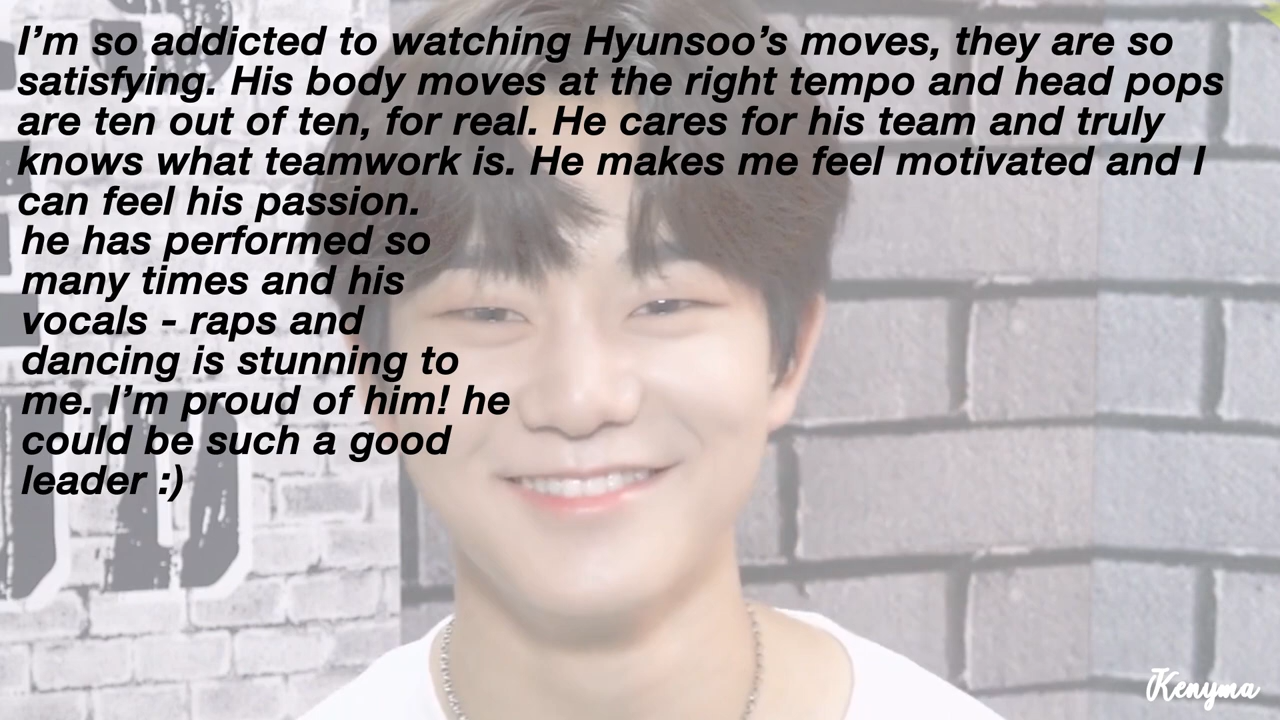 I’m so addicted to watching Hyunsoo’s moves, they are so
satisfying. His body moves at the right tempo and head pops
are ten out of ten, for real. He cares for his team and truly
knows what teamwork is. He makes me feel motivated and I
can feel his passion.
he has performed so
many times and his
vocals - raps and
dancing is stunning to
me. I’m proud of him! he
could be such a good
leader :)
Kenyma